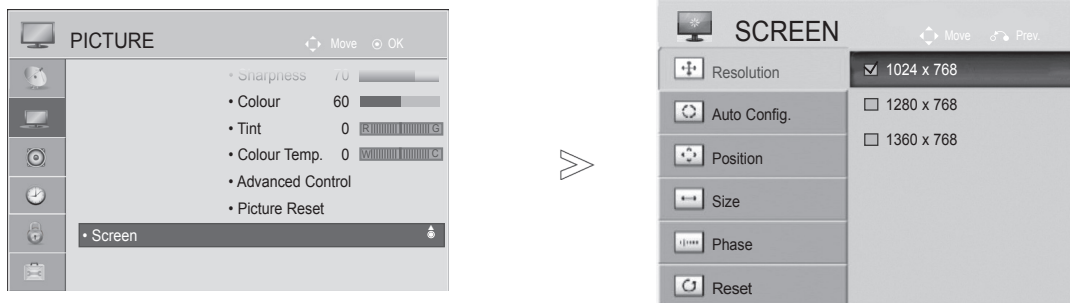 PICTURE
Move OK
• Sharpness 70
• Colour 60
• Tint 0 R G
• Colour Temp. 0 W C
• Advanced Control
• Picture Reset
• Screen
SCREEN
Move Prev.
Resolution
Auto Config.
Position
Size
Phase
Reset
1024 x 768
1280 x 768
1360 x 768